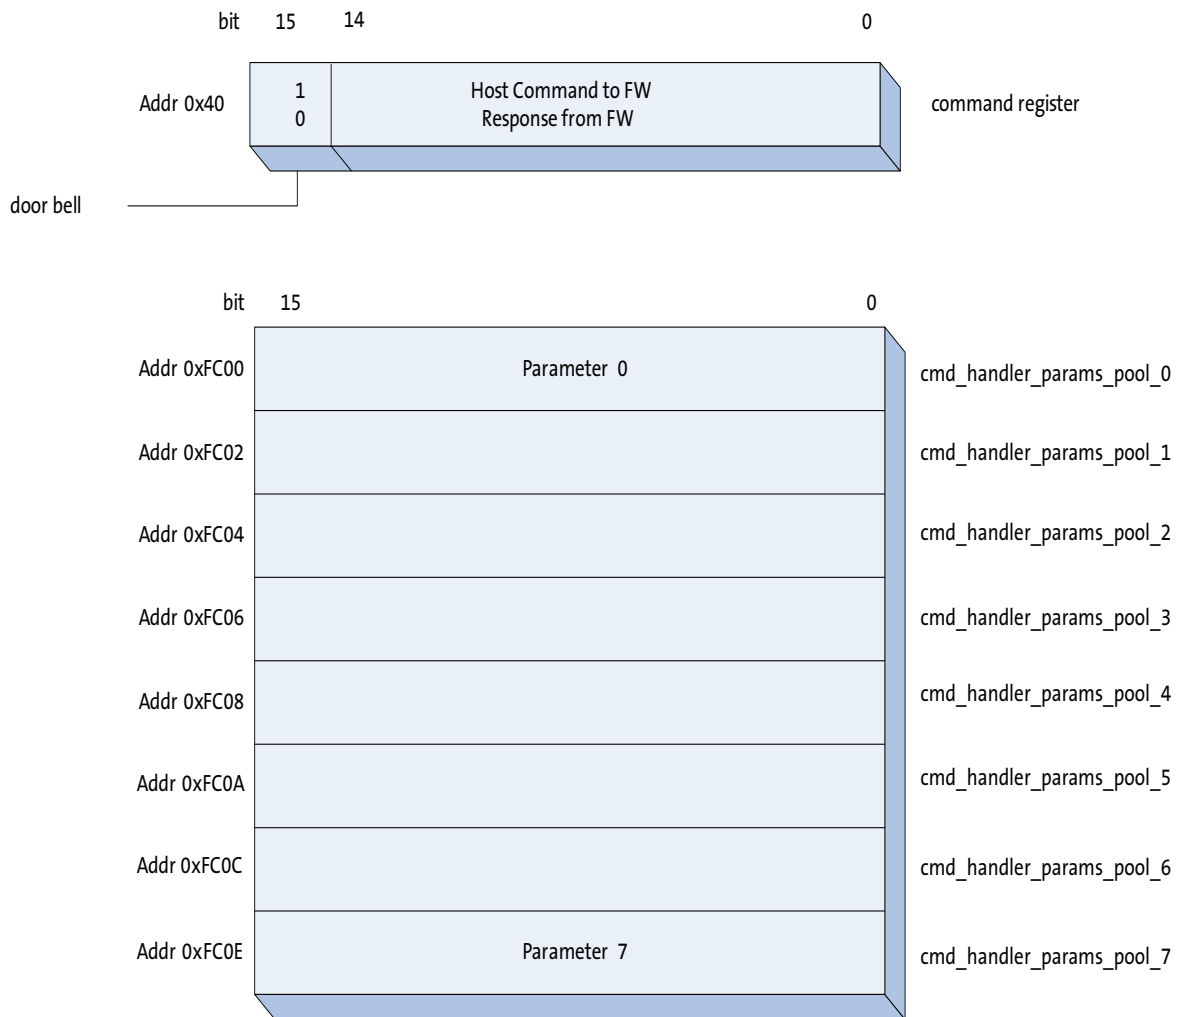 bit 15 14 0
Addr 0x40 1 Host Command to FW command register
0 Response from FW
door bell
bit 15 0
Addr 0xFC00 Parameter 0 cmd_handler_params_pool_0
Addr 0xFC02 cmd_handler_params_pool_1
Addr 0xFC04 cmd_handler_params_pool_2
Addr 0xFC06 cmd_handler_params_pool_3
Addr 0xFC08 cmd_handler_params_pool_4
Addr 0xFC0A cmd_handler_params_pool_5
Addr 0xFC0C cmd_handler_params_pool_6
Addr 0xFC0E Parameter 7 cmd_handler_params_pool_7